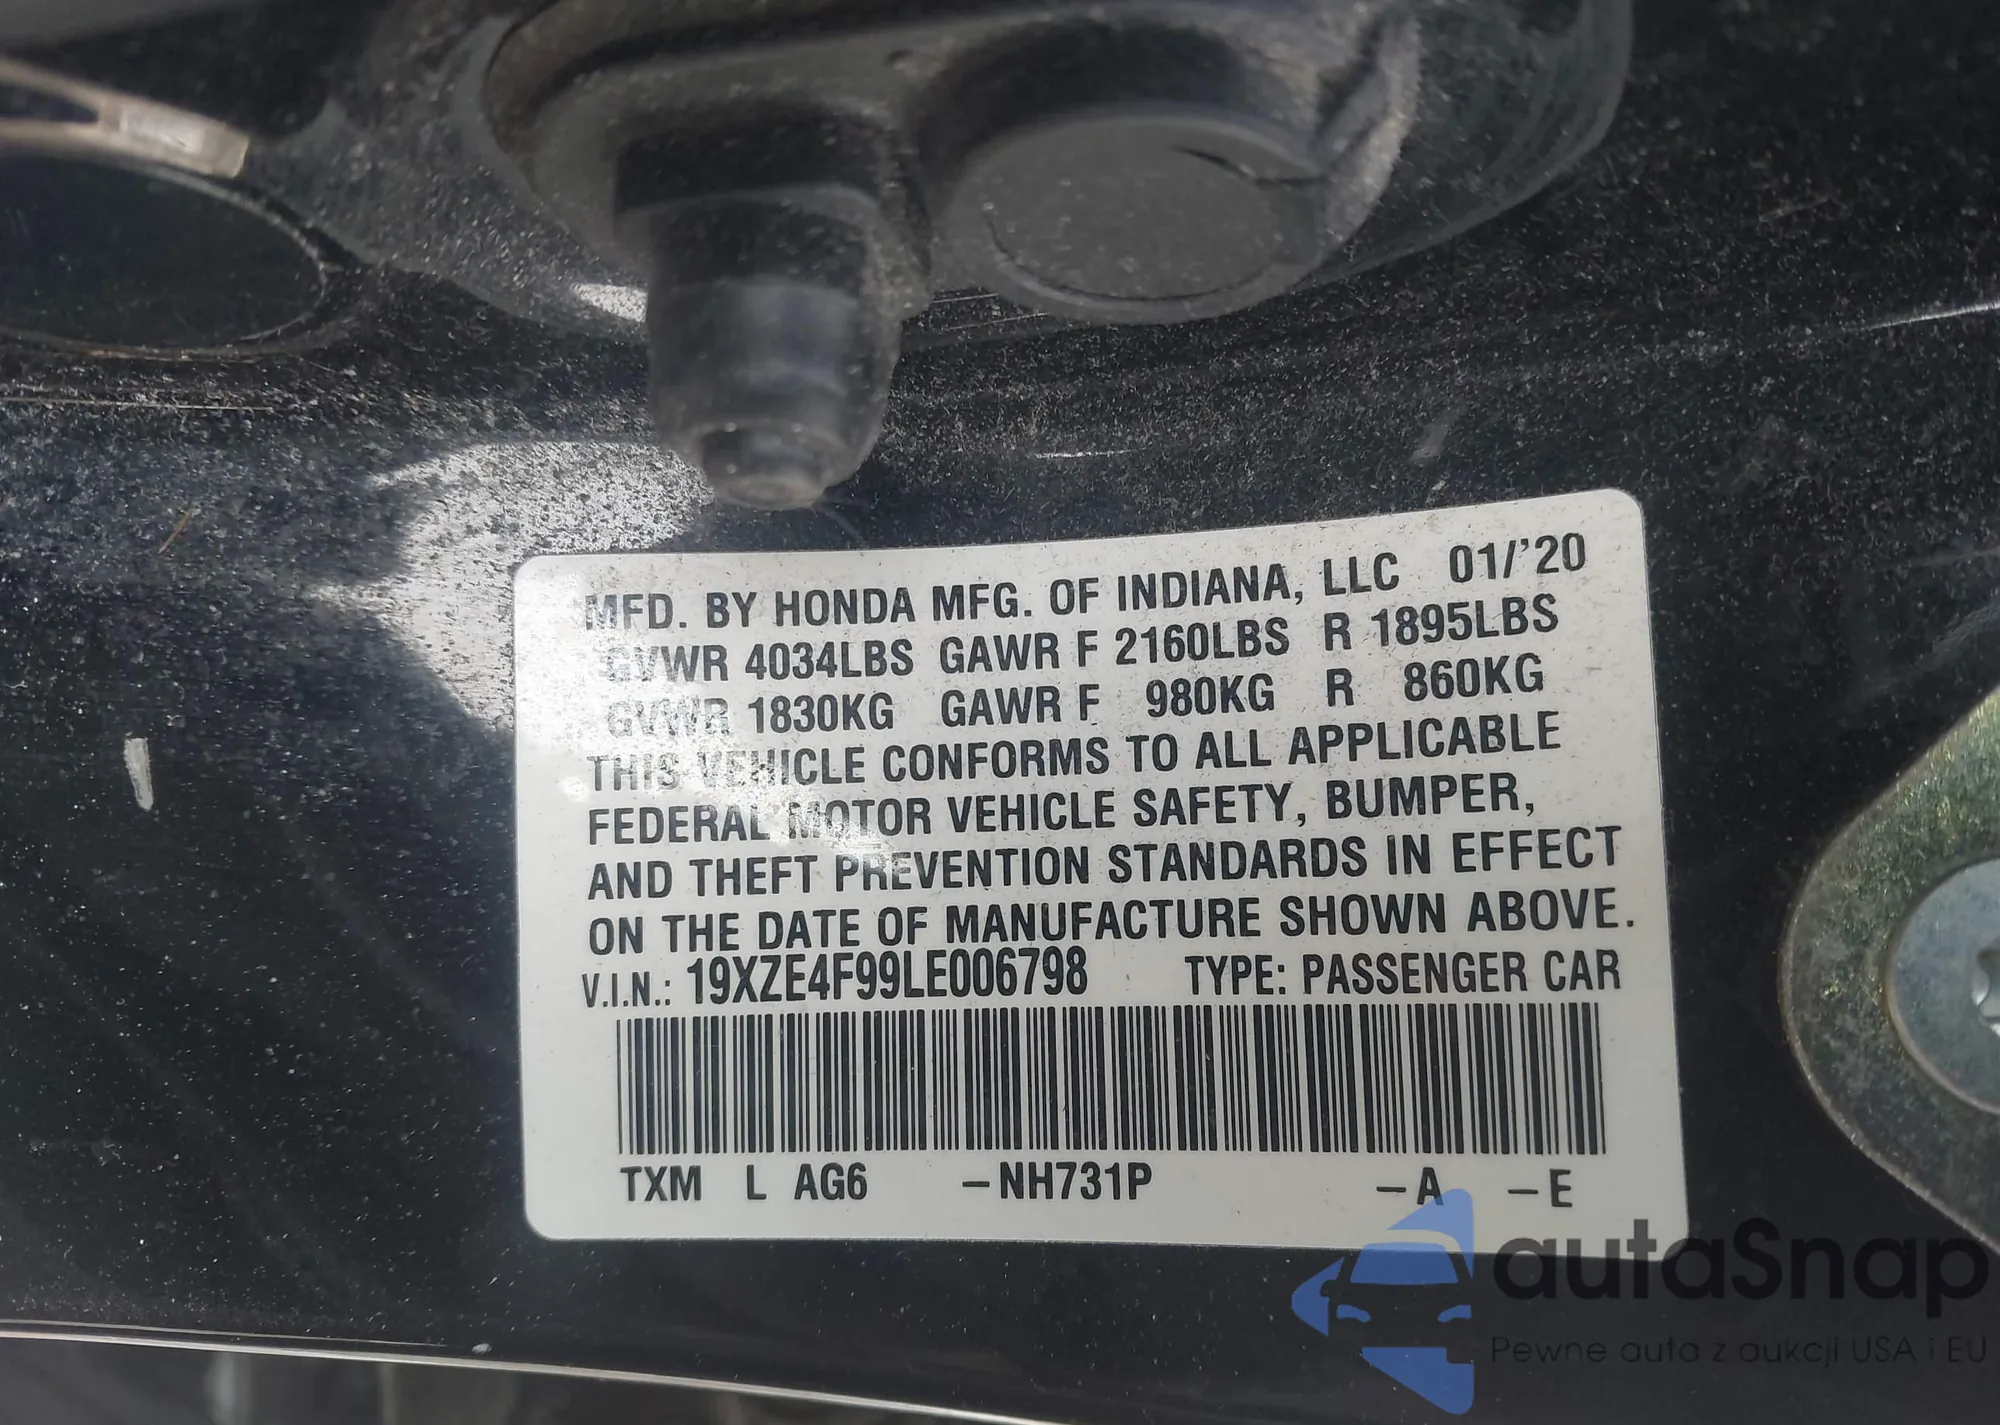 MFD. BY HONDA MFG. OF INDIANA, LLC 01/'20
GVWR 4034LBS GAWR F 2160LBS R 1895LBS
GVWR 1830KG GAWR F 980KG R 860KG
THIS VEHICLE CONFORMS TO ALL APPLICABLE
FEDERAL MOTOR VEHICLE SAFETY, BUMPER,
AND THEFT PREVENTION STANDARDS IN EFFECT
ON THE DATE OF MANUFACTURE SHOWN ABOVE.
V.I.N.: 19XZE4F99LE006798 TYPE: PASSENGER CAR
TXM L AG6 –NH731P –A –E
autaSnap
Pewne auta z aukcji USA i EU